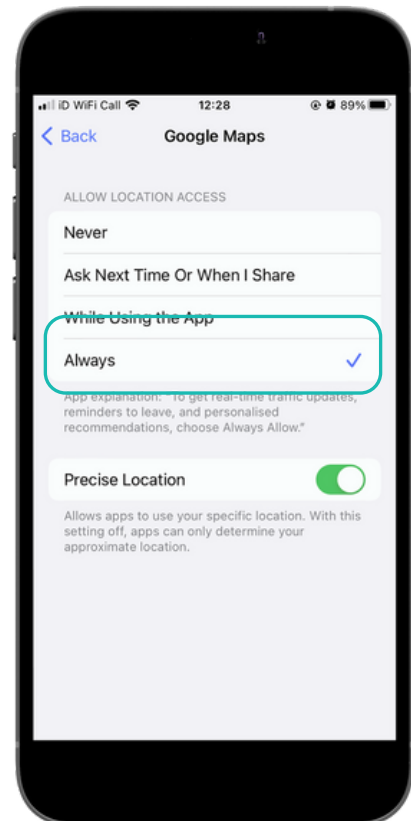 iD WiFi Call 12:28 89%
Back Google Maps
ALLOW LOCATION ACCESS
Never
Ask Next Time Or When I Share
While Using the App
Always
App explanation: “To get real-time traffic updates,
reminders to leave, and personalised
recommendations, choose Always Allow.”
Precise Location
Allows apps to use your specific location. With this
setting off, apps can only determine your
approximate location.